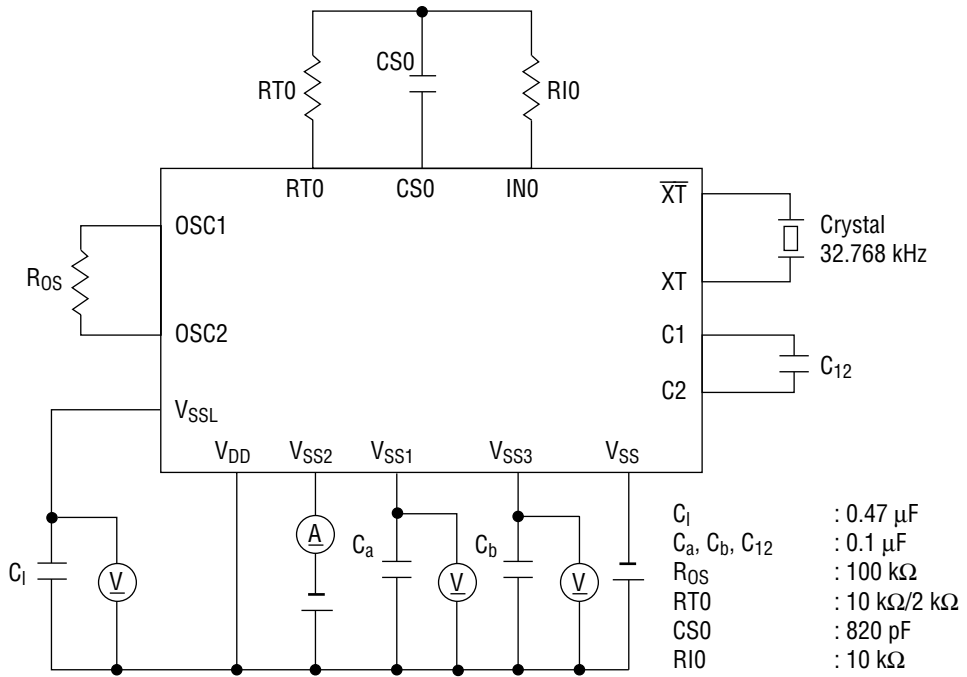 CS0
RT0
RI0
RT0 CS0 IN0
XT
Crystal
32.768 kHz
OSC1
ROS
XT
OSC2
C1
C12
C2
VSSL
VDD VSS2 VSS1 VSS3 VSS
A
Ca
Cb
Cl
V
V
V
Cl : 0.47 μF
Ca, Cb, C12 : 0.1 μF
ROS : 100 kΩ
RT0 : 10 kΩ/2 kΩ
CS0 : 820 pF
RI0 : 10 kΩ